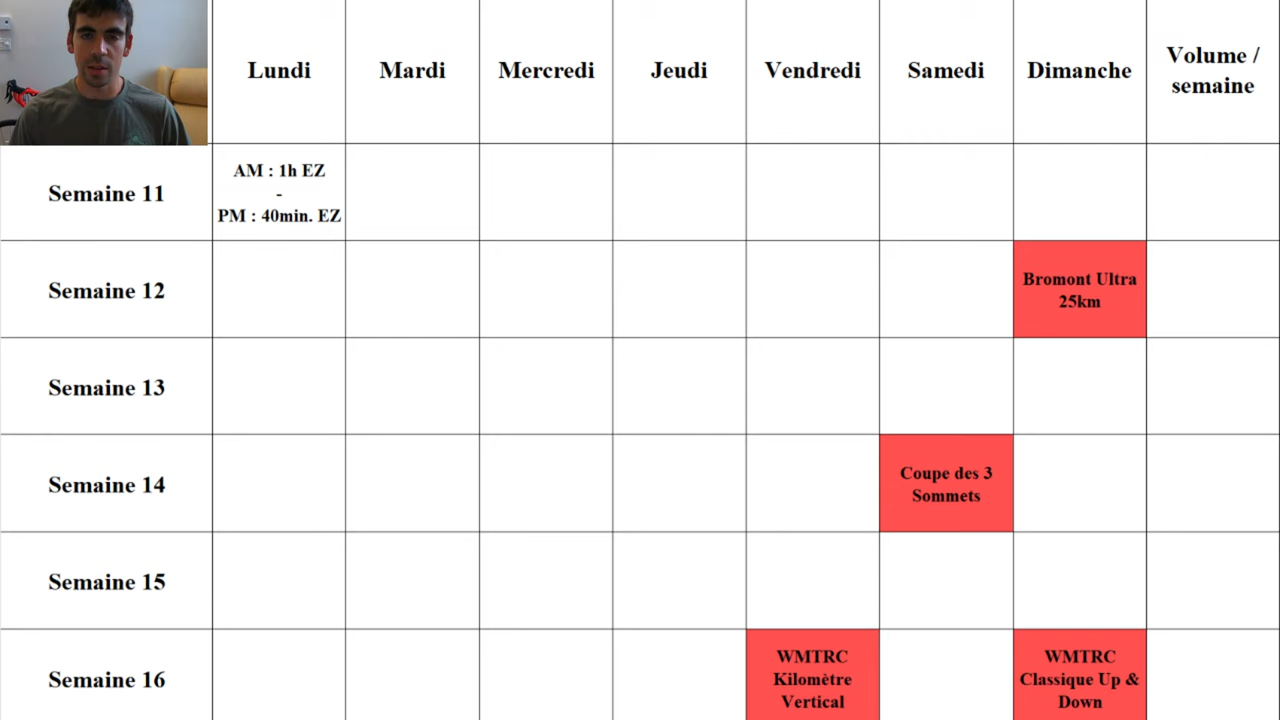 Lundi
Mardi
Mercredi
Jeudi
Vendredi
Samedi
Dimanche
Volume /
semaine
Semaine 11
AM : 1h EZ
-
PM : 40min. EZ
Semaine 12
Bromont Ultra
25km
Semaine 13
Semaine 14
Coupe des 3
Sommets
Semaine 15
Semaine 16
WMTRC
Kilomètre
Vertical
WMTRC
Classique Up &
Down